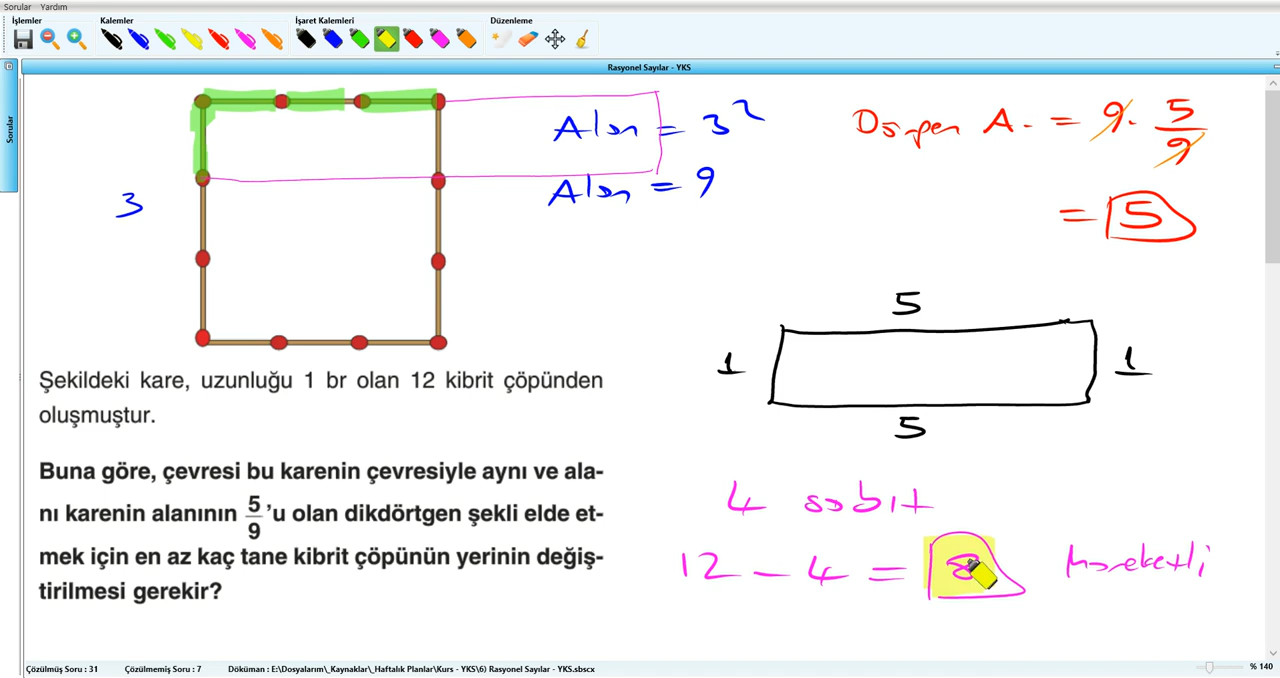 Sorular Yardım
İşlemler Kalemler İşaret Kalemleri Düzenleme
Rasyonel Sayılar - YKS
Sorular
3
Alan = 3²
Alan = 9
Dörtgen A. = 9. 5/9
= 5
5
1 1
5
Şekildeki kare, uzunluğu 1 br olan 12 kibrit çöpünden
oluşmuştur.
Buna göre, çevresi bu karenin çevresiyle aynı ve ala-
nı karenin alanının 5/9 'u olan dikdörtgen şekli elde et-
mek için en az kaç tane kibrit çöpünün yerinin değiş-
tirilmesi gerekir?
4 sabit
12 - 4 = 8 hareketli
Çözülmüş Soru : 31 Çözülmemiş Soru : 7 Döküman : E:\Dosyalarım\_Kaynaklar\_Haftalık Planlar\Kurs - YKS\6) Rasyonel Sayılar - YKS.sbscx % 140